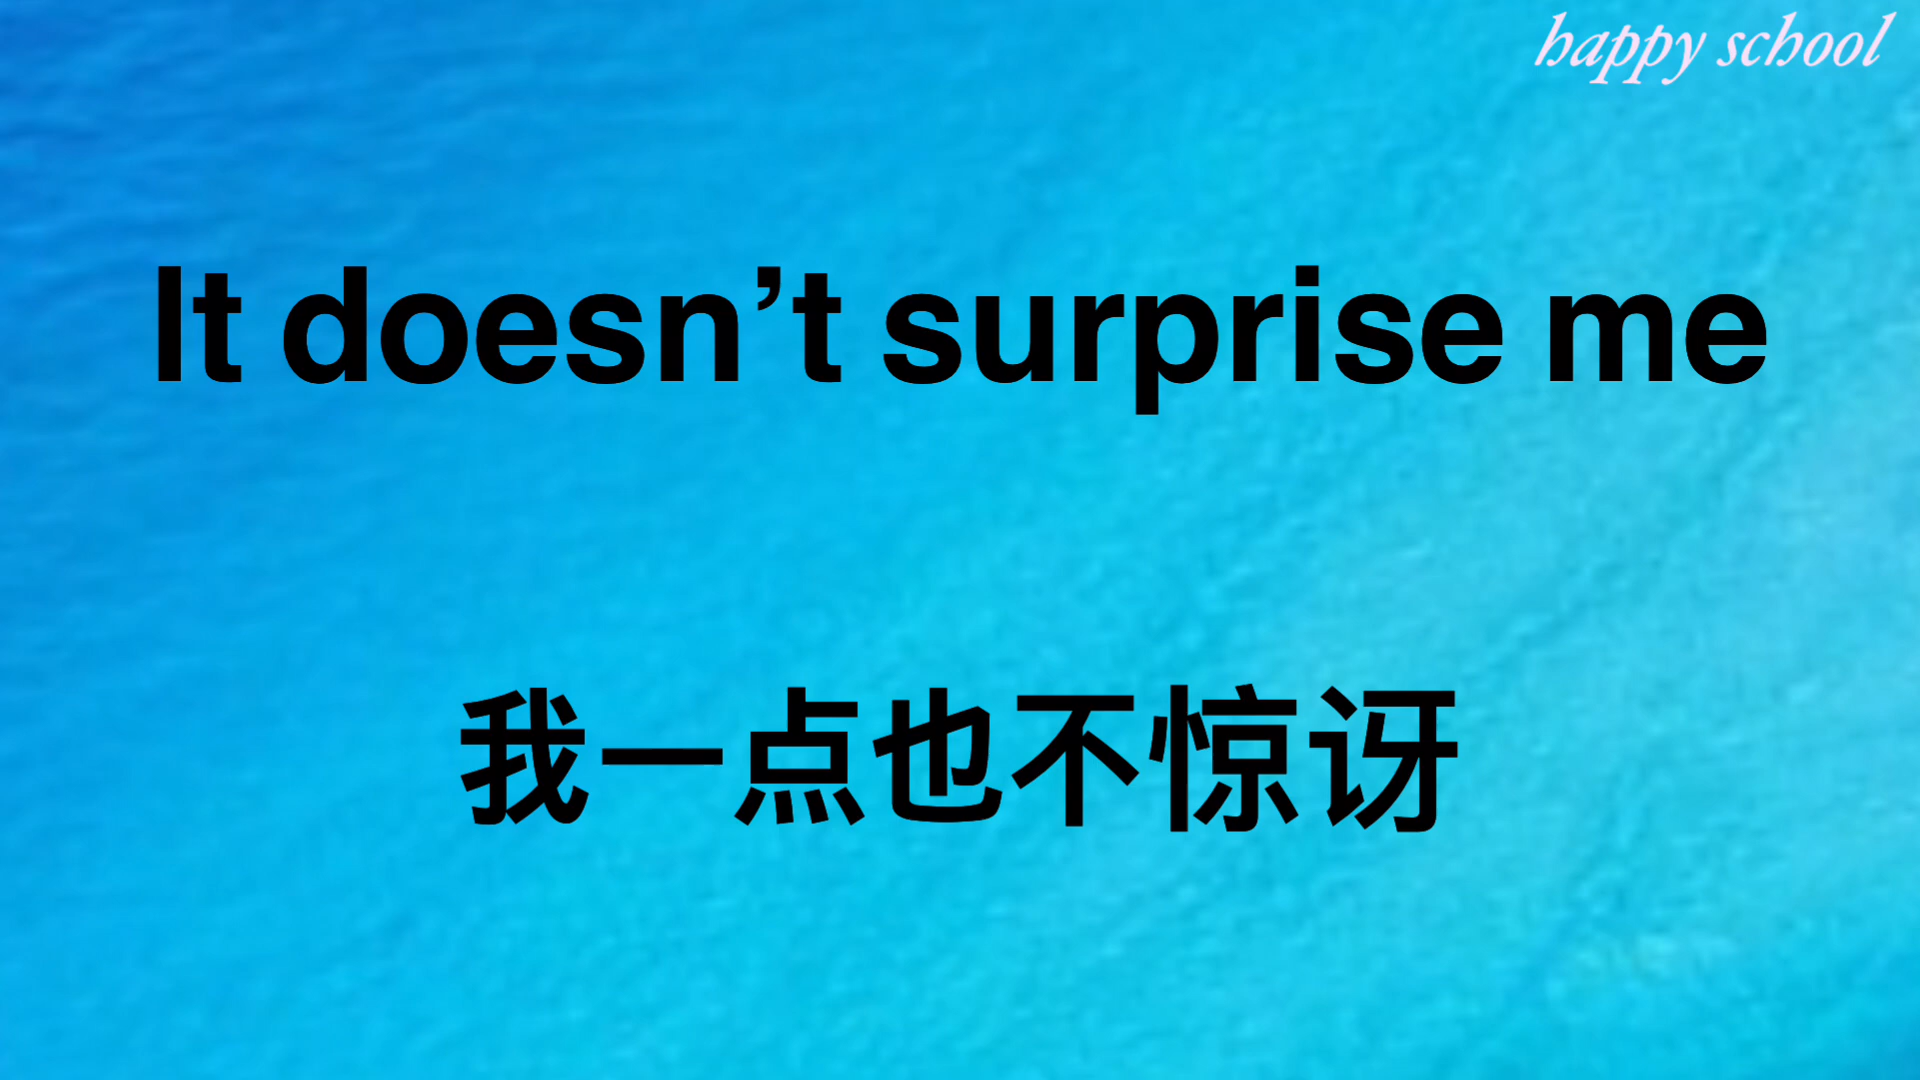 happy school
It doesn’t surprise me
我一点也不惊讶